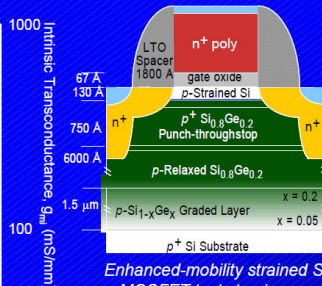 1000
Intrinsic Transconductance, gmi (mS/mm
100
n+ poly
LTO
Spacer
1800 Å
67 Å
130 Å
750 Å
6000 Å
1.5 µm
gate oxide
p-Strained Si
n+
p+ Si0.8Ge0.2
Punch-throughstop
n+
p-Relaxed Si0.8Ge0.2
p-Si1-xGex Graded Layer
x = 0.2
x = 0.05
p+ Si Substrate
Enhanced-mobility strained S